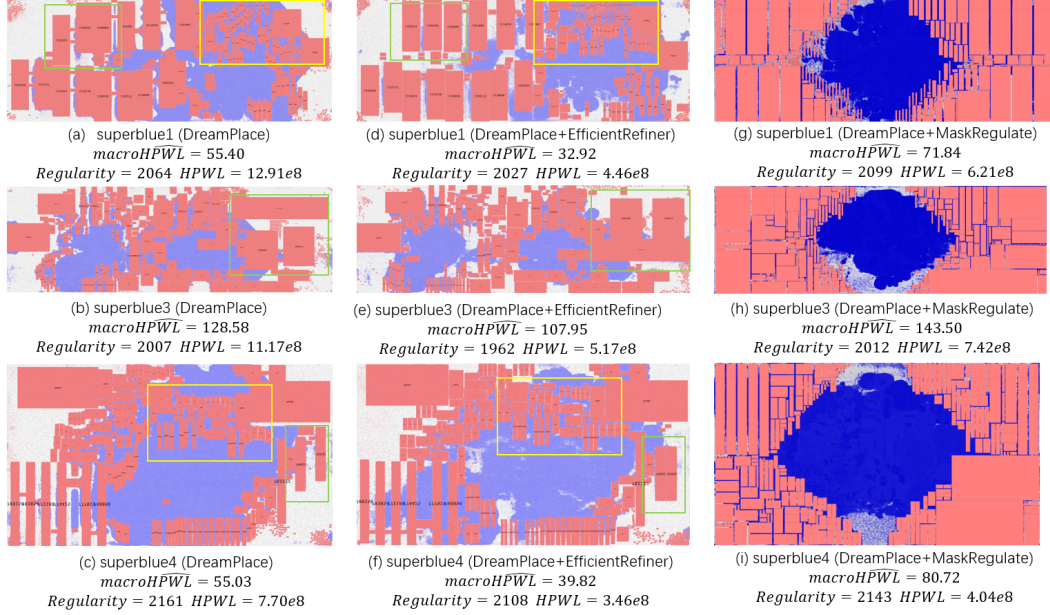 (a) superblue1 (DreamPlace)
macroHPWL = 55.40
Regularity = 2064 HPWL = 12.91e8
(d) superblue1 (DreamPlace+EfficientRefiner)
macroHPWL = 32.92
Regularity = 2027 HPWL = 4.46e8
(g) superblue1 (DreamPlace+MaskRegulate)
macroHPWL = 71.84
Regularity = 2099 HPWL = 6.21e8
(b) superblue3 (DreamPlace)
macroHPWL = 128.58
Regularity = 2007 HPWL = 11.17e8
(e) superblue3 (DreamPlace+EfficientRefiner)
macroHPWL = 107.95
Regularity = 1962 HPWL = 5.17e8
(h) superblue3 (DreamPlace+MaskRegulate)
macroHPWL = 143.50
Regularity = 2012 HPWL = 7.42e8
(c) superblue4 (DreamPlace)
macroHPWL = 55.03
Regularity = 2161 HPWL = 7.70e8
(f) superblue4 (DreamPlace+EfficientRefiner)
macroHPWL = 39.82
Regularity = 2108 HPWL = 3.46e8
(i) superblue4 (DreamPlace+MaskRegulate)
macroHPWL = 80.72
Regularity = 2143 HPWL = 4.04e8